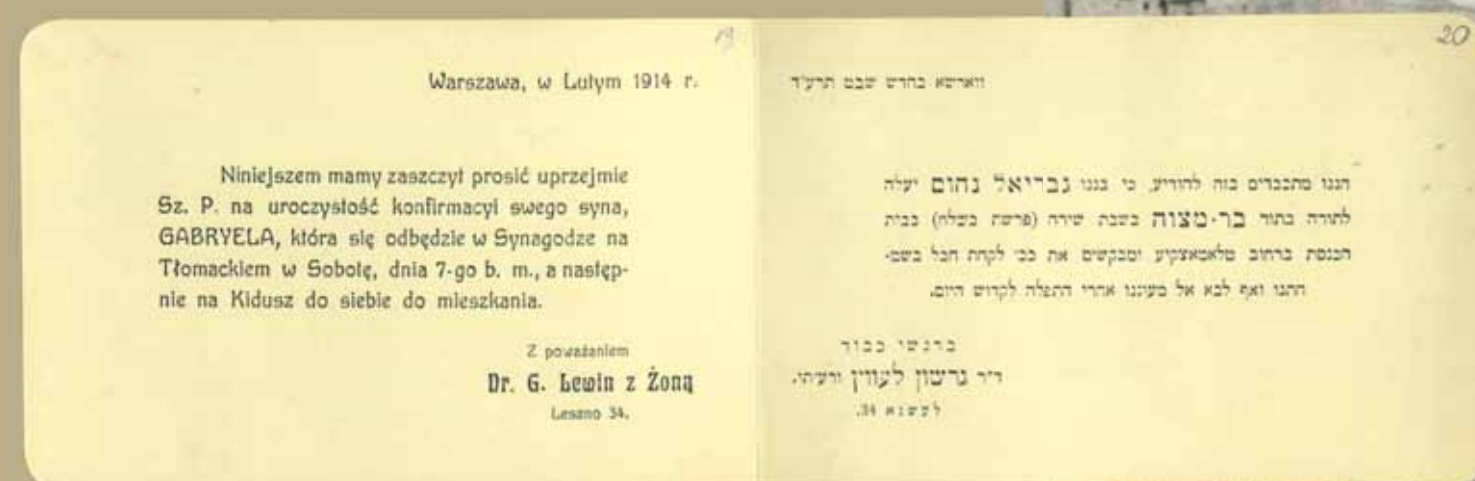 19
Warszawa, w Lutym 1914 r.
Niniejszem mamy zaszczyt prosić uprzejmie
Sz. P. na uroczystość konfirmacyi swego syna,
GABRYELA, która się odbędzie w Synagodze na
Tłomackiem w Sobotę, dnia 7-go b. m., a następ-
nie na Kidusz do siebie do mieszkania.
Z poważaniem
Dr. G. Lewin z Żoną
Leszno 34.
20
ווארשא בחדש שבט תרע״ד
הננו מתכבדים בזה להודיע, כי בננו גבריאל נחום יעלה
לתורה בתור בר-מצוה בשבת שירה (פרשת בשלח) בבית
הכנסת ברחוב טלאמאצקיע ומבקשים את כב׳ לקחת חבל בשמ-
חתנו ואף לבא אל מעוננו אחרי התפלה לקדוש היום.
ברגשי כבוד
ד״ר גרשון לעווין ורעיתו.
לעשנא 34.